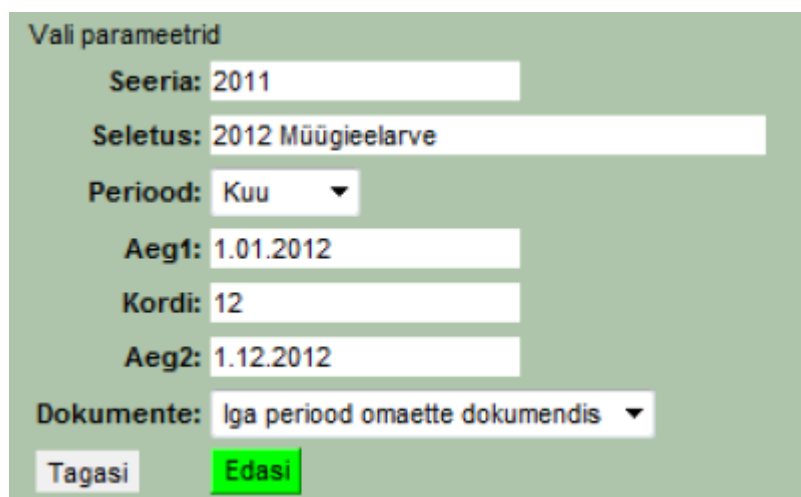 Vali parameetrid
Seeria: 2011
Seletus: 2012 Müügieelarve
Periood: Kuu
Aeg1: 1.01.2012
Kordi: 12
Aeg2: 1.12.2012
Dokumente: Iga periood omaette dokumendis
Tagasi Edasi